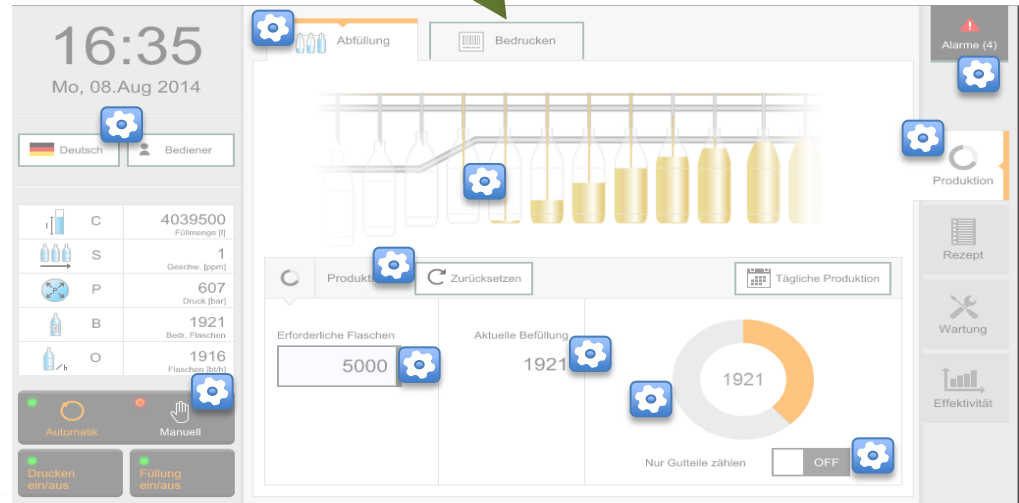 16:35
Mo, 08.Aug 2014
Deutsch
Bediener
C 4039500
Füllmenge [l]
S 1
Geschw. [ppm]
P 607
Druck [bar]
B 1921
Bedr. Flaschen
O 1916
Flaschen [bt/h]
Automatik
Manuell
Drucken
ein/aus
Füllung
ein/aus
Abfüllung
Bedrucken
Zurücksetzen
Tägliche Produktion
Erforderliche Flaschen
5000
Aktuelle Befüllung
1921
1921
Nur Gutteile zählen
OFF
Alarme (4)
Produktion
Rezept
Wartung
Effektivität